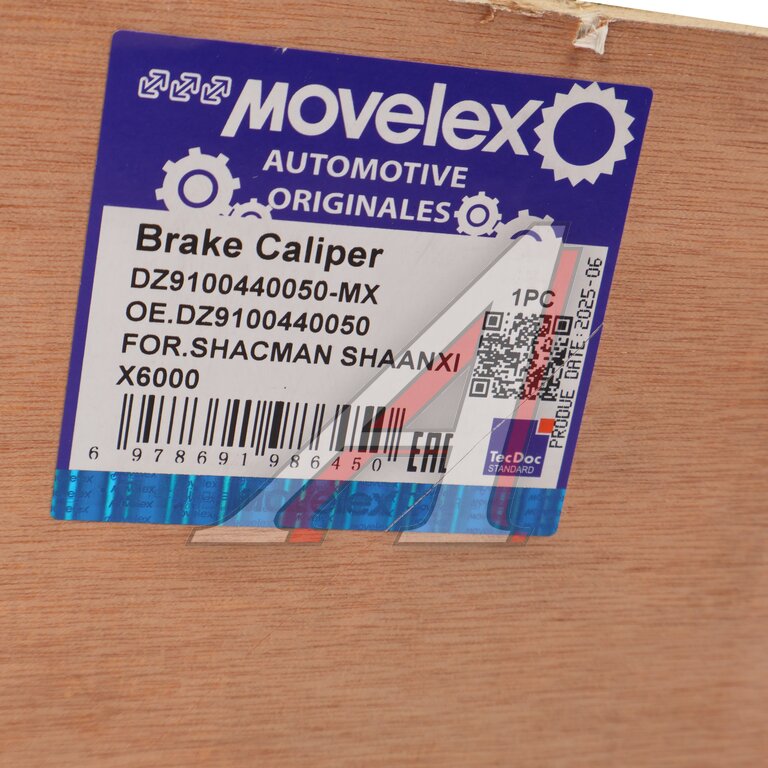 MOVELEX
AUTOMOTIVE
ORIGINALES
Brake Caliper
DZ9100440050-MX
OE.DZ9100440050
FOR.SHACMAN SHAANXI
X6000
1PC
PRODUE DATE:2025-06
6 978691 986450
EAC
TecDoc
STANDARD
Movelex